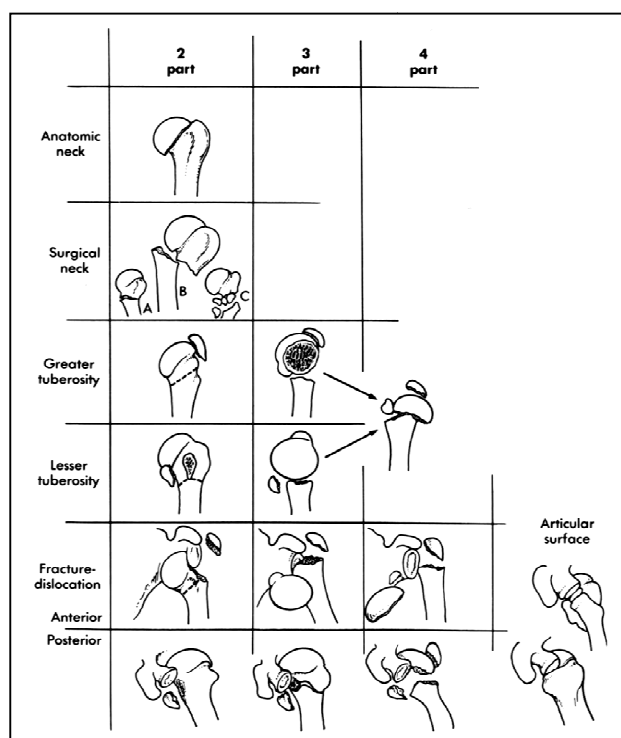 2
part
3
part
4
part
Anatomic
neck
Surgical
neck
A
B
C
Greater
tuberosity
Lesser
tuberosity
Fracture-
dislocation
Anterior
Posterior
Articular
surface